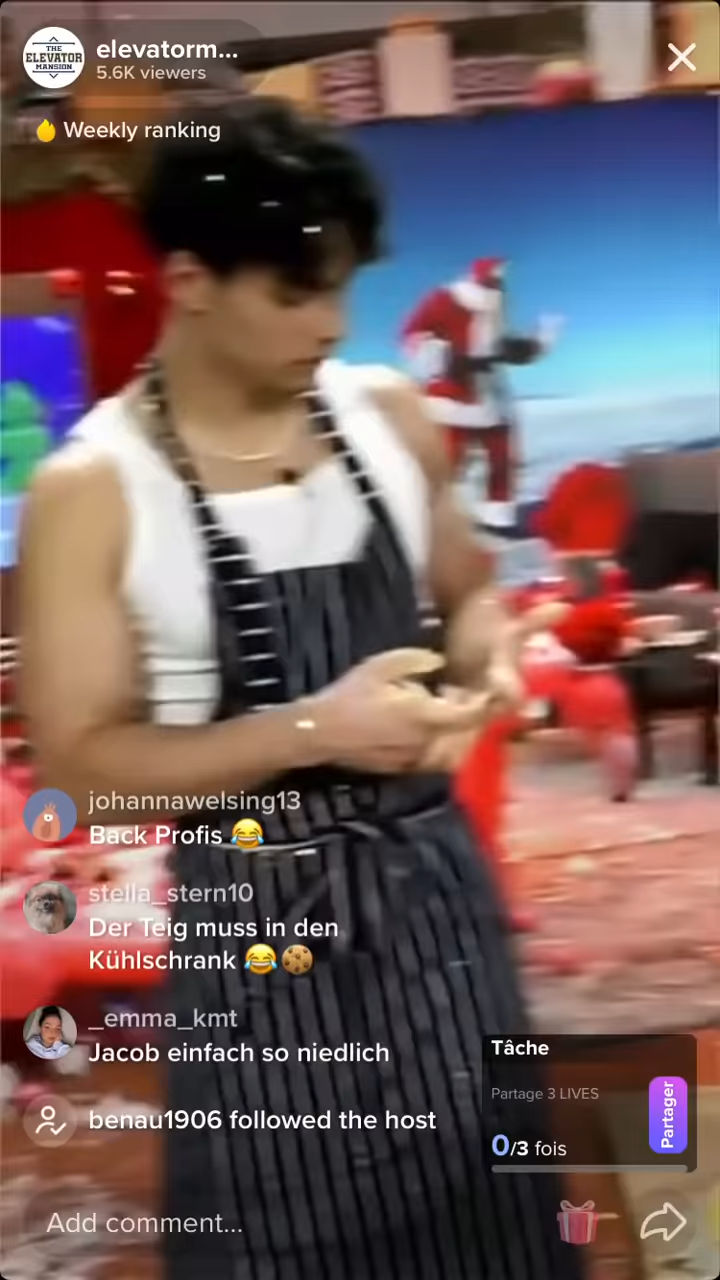 THE
ELEVATOR
MANSION
elevatorm...
5.6K viewers
Weekly ranking
johannawelsing13
Back Profis 😂
stella_stern10
Der Teig muss in den
Kühlschrank 😂🍪
_emma_kmt
Jacob einfach so niedlich
benau1906 followed the host
Tâche
Partage 3 LIVES
Partager
0/3 fois
Add comment...